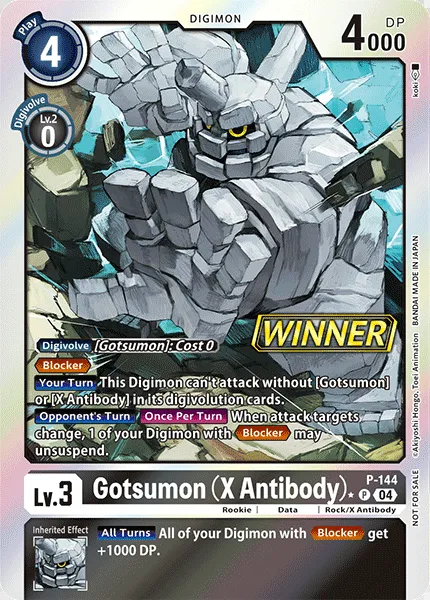 DIGIMON
Play
4
DP
4000
Digivolve
Lv.2
0
koki
©Akiyoshi Hongo, Toei Animation BANDAI MADE IN JAPAN
WINNER
Digivolve [Gotsumon]: Cost 0
Blocker
Your Turn This Digimon can't attack without [Gotsumon]
or [X Antibody] in its digivolution cards.
Opponent's Turn / Once Per Turn When attack targets
change, 1 of your Digimon with Blocker may
unsuspend.
P-144
Lv.3 Gotsumon (X Antibody) P 04
Rookie | Data | Rock/X Antibody
NOT FOR SALE
Inherited Effect
All Turns All of your Digimon with Blocker get
+1000 DP.